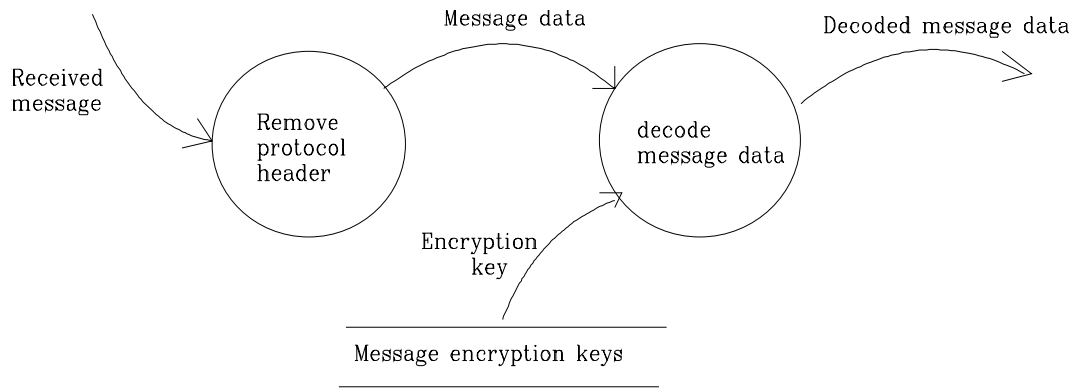 Message data
Decoded message data
Received
message
Remove
protocol
header
decode
message data
Encryption
key
Message encryption keys